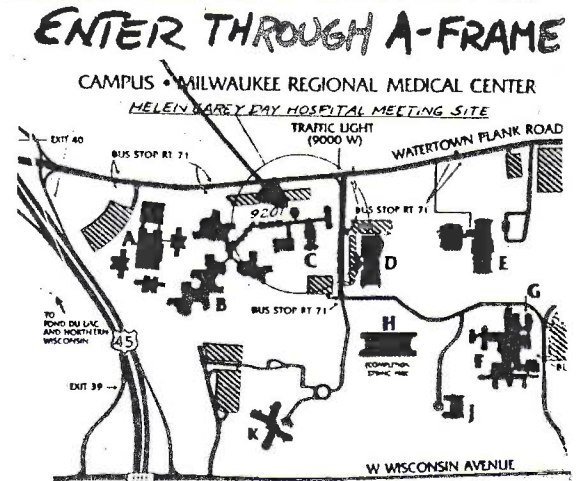 ENTER THROUGH A-FRAME
CAMPUS • MILWAUKEE REGIONAL MEDICAL CENTER
HELEN CAREY DAY HOSPITAL MEETING SITE
TRAFFIC LIGHT
(9000 W)
WATERTOWN PLANK ROAD
EXIT 40
BUS STOP RT 71
9201
BUS STOP RT 71
A
B
C
D
E
BUS STOP RT 71
G
H
F
TO
FOND DU LAC
AND NORTHERN
WISCONSIN
45
EXIT 39
K
J
W WISCONSIN AVENUE